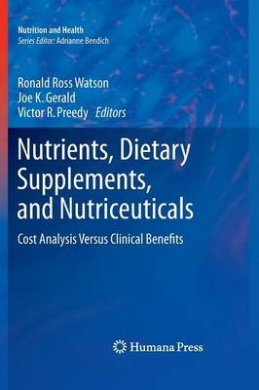 Nutrition and Health
Series Editor: Adrianne Bendich
Ronald Ross Watson
Joe K. Gerald
Victor R. Preedy Editors
Nutrients, Dietary
Supplements,
and Nutriceuticals
Cost Analysis Versus Clinical Benefits
Humana Press